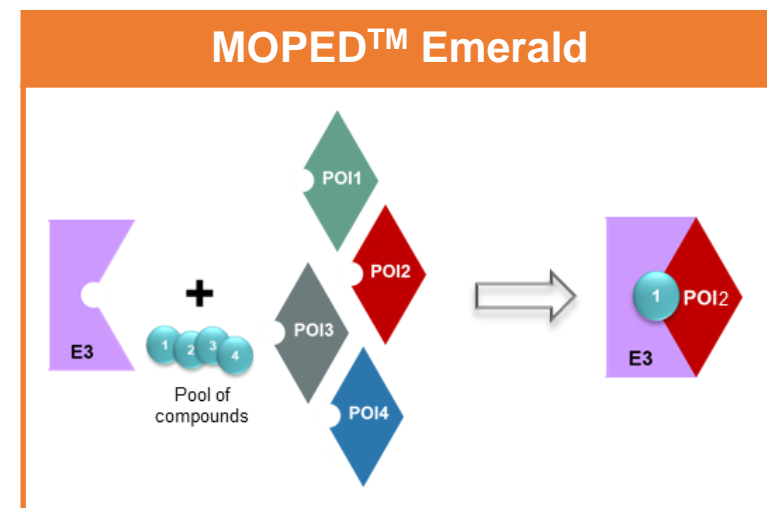 MOPED™ Emerald
POI1
POI2
POI3
POI4
E3
+
1 2 3 4
Pool of
compounds
1
POI2
E3